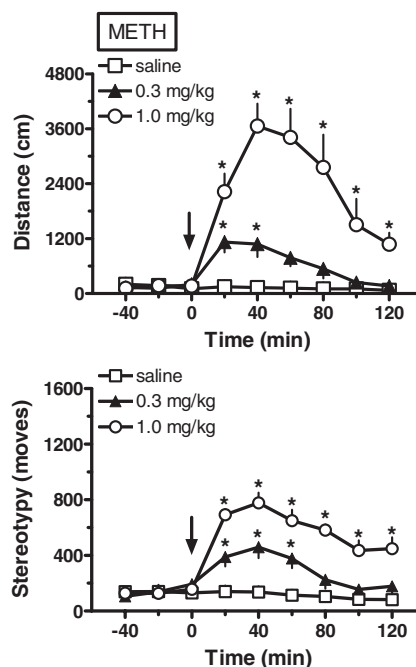 METH
saline
0.3 mg/kg
1.0 mg/kg
4800
3600
2400
1200
0
Distance (cm)
* * * * * *
* *
-40 0 40 80 120
Time (min)
saline
0.3 mg/kg
1.0 mg/kg
1600
1200
800
400
0
Stereotypy (moves)
* * * * * *
* * *
-40 0 40 80 120
Time (min)